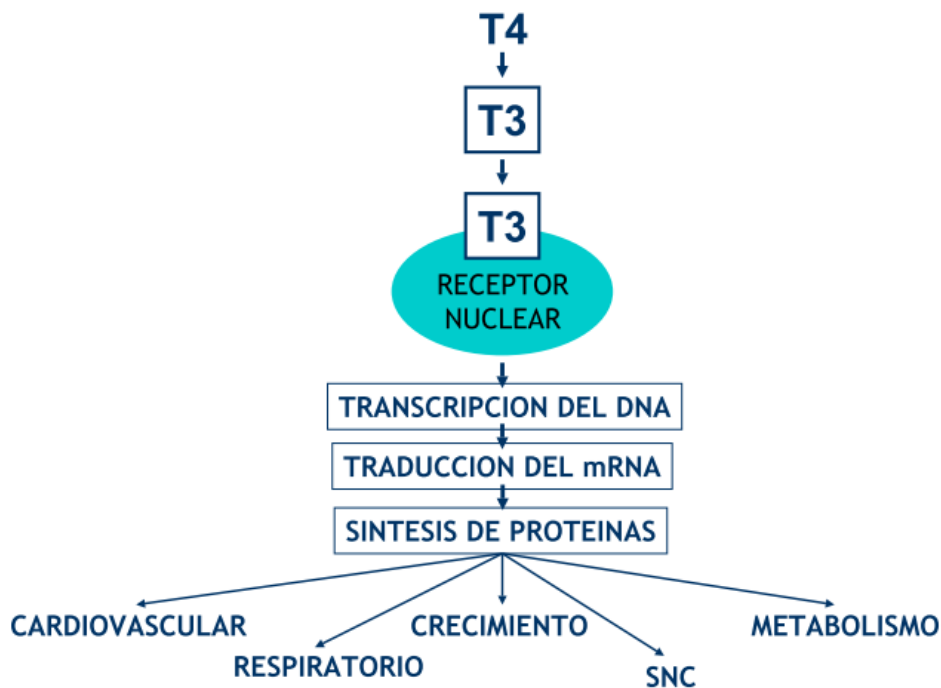 T4
T3
T3
RECEPTOR
NUCLEAR
TRANSCRIPCION DEL DNA
TRADUCCION DEL mRNA
SINTESIS DE PROTEINAS
CARDIOVASCULAR
RESPIRATORIO
CRECIMIENTO
SNC
METABOLISMO